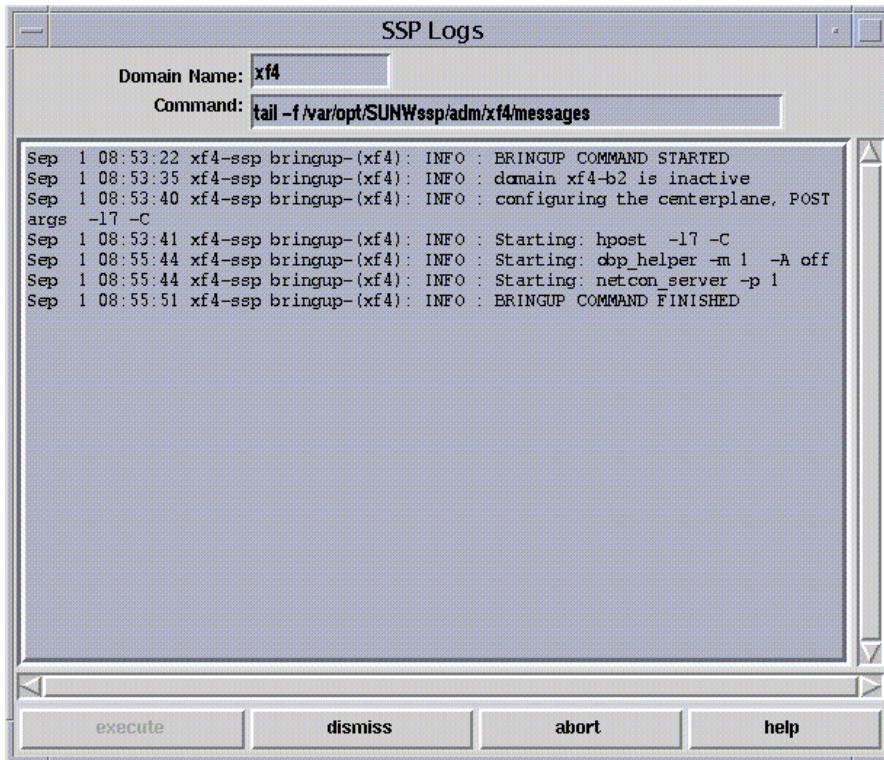 SSP Logs
Domain Name: xf4
Command: tail -f /var/opt/SUNWssp/adm/xf4/messages
Sep  1 08:53:22 xf4-ssp bringup-(xf4): INFO : BRINGUP COMMAND STARTED
Sep  1 08:53:35 xf4-ssp bringup-(xf4): INFO : domain xf4-b2 is inactive
Sep  1 08:53:40 xf4-ssp bringup-(xf4): INFO : configuring the centerplane, POST
args  -l7 -C
Sep  1 08:53:41 xf4-ssp bringup-(xf4): INFO : Starting: hpost  -l7 -C
Sep  1 08:55:44 xf4-ssp bringup-(xf4): INFO : Starting: obp_helper -m 1  -A off
Sep  1 08:55:44 xf4-ssp bringup-(xf4): INFO : Starting: netcon_server -p 1
Sep  1 08:55:51 xf4-ssp bringup-(xf4): INFO : BRINGUP COMMAND FINISHED
execute dismiss abort help